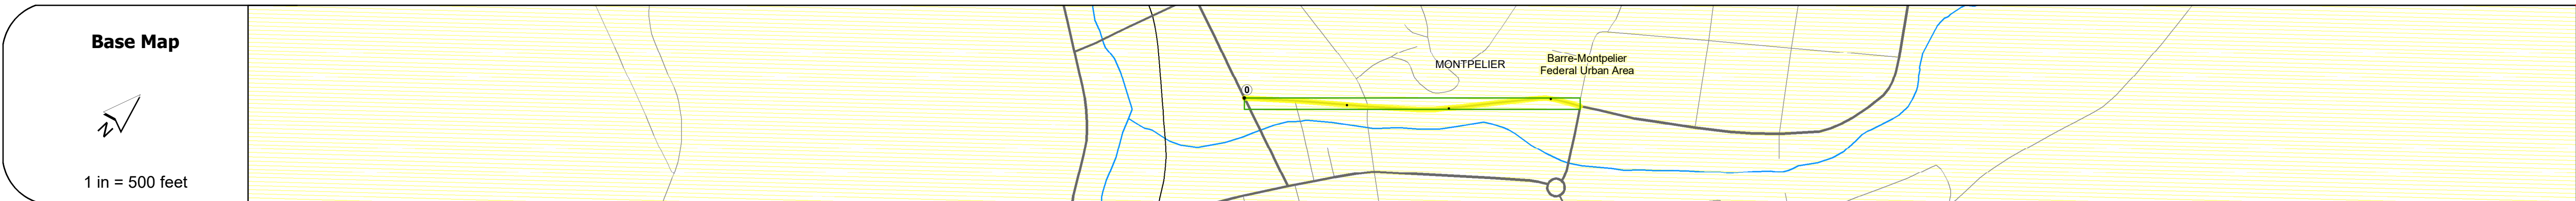 Base Map
N
1 in = 500 feet
0
MONTPELIER
Barre-Montpelier
Federal Urban Area